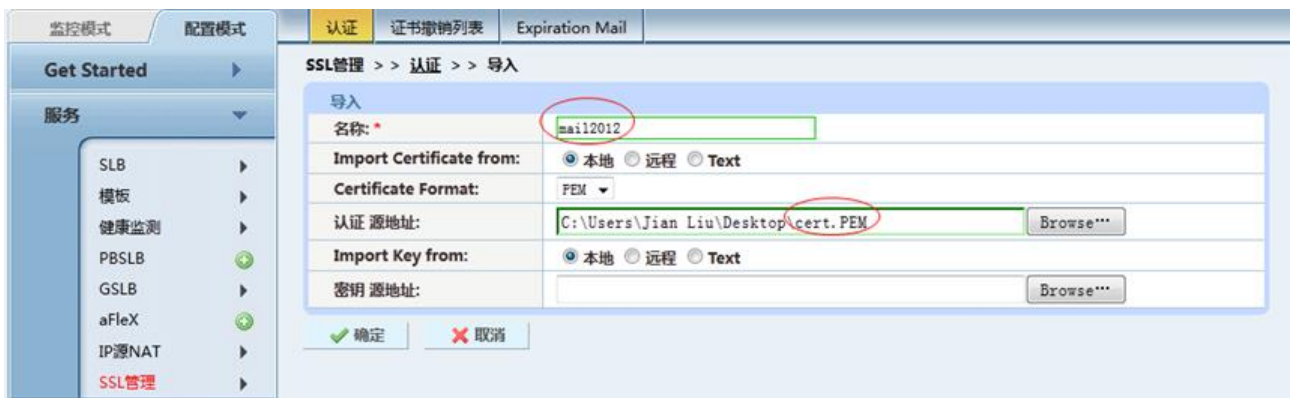 监控模式 配置模式 认证 证书撤销列表 Expiration Mail
Get Started
服务
SLB
模板
健康监测
PBSLB
GSLB
aFleX
IP源NAT
SSL管理
SSL管理 > > 认证 > > 导入
导入
名称: * mail2012
Import Certificate from: 本地 远程 Text
Certificate Format: PEM
认证 源地址: C:\Users\Jian Liu\Desktop\cert.PEM Browse…
Import Key from: 本地 远程 Text
密钥 源地址: Browse…
确定 取消